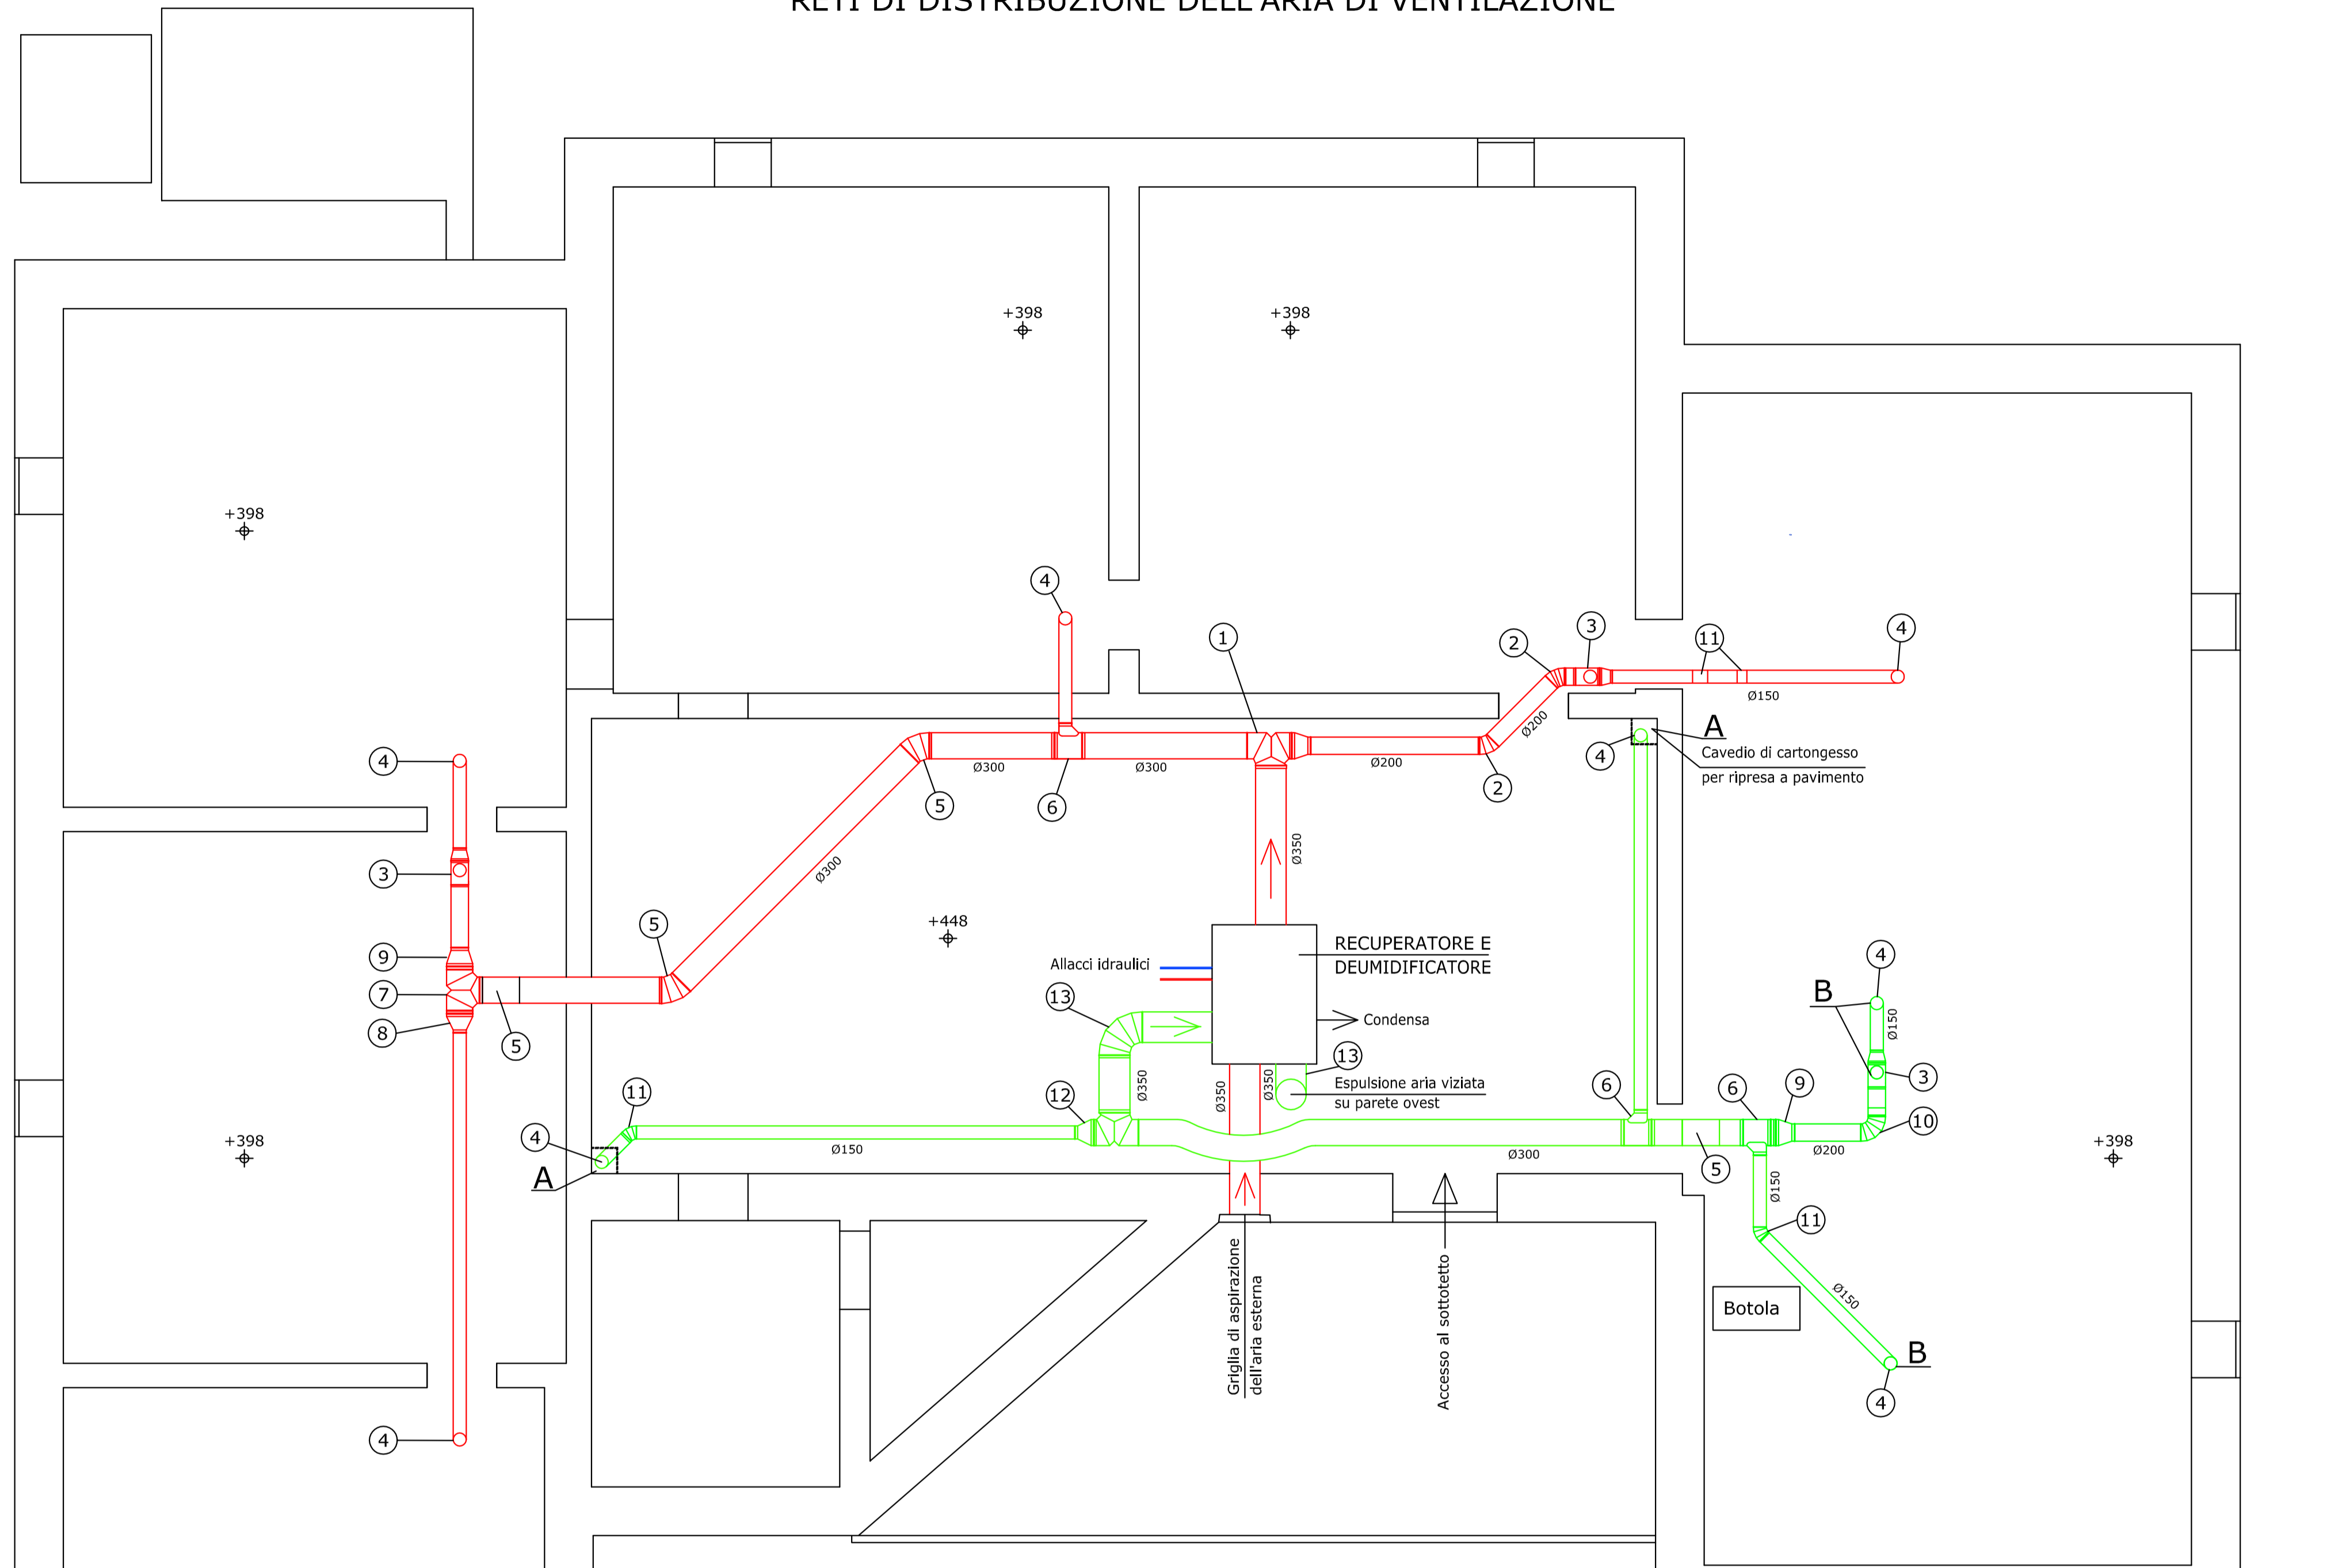 RETI DI DISTRIBUZIONE DELL'ARIA DI VENTILAZIONE
+398
+398
+398
4
1
2
3
11
4
Ø150
Ø200
A
Cavedio di cartongesso
per ripresa a pavimento
4
4
5
Ø300
6
Ø300
Ø200
2
Ø350
Ø300
3
5
+448
RECUPERATORE E
DEUMIDIFICATORE
Allacci idraulici
9
7
8
5
13
Condensa
13
Espulsione aria viziata
su parete ovest
Ø350
Ø350
Ø350
4
B
Ø150
3
11
12
6
6
9
10
4
A
Ø150
Ø300
5
Ø200
Ø150
+398
+398
11
Ø150
Botola
B
4
Griglia di aspirazione
dell'aria esterna
Accesso al sottotetto
4